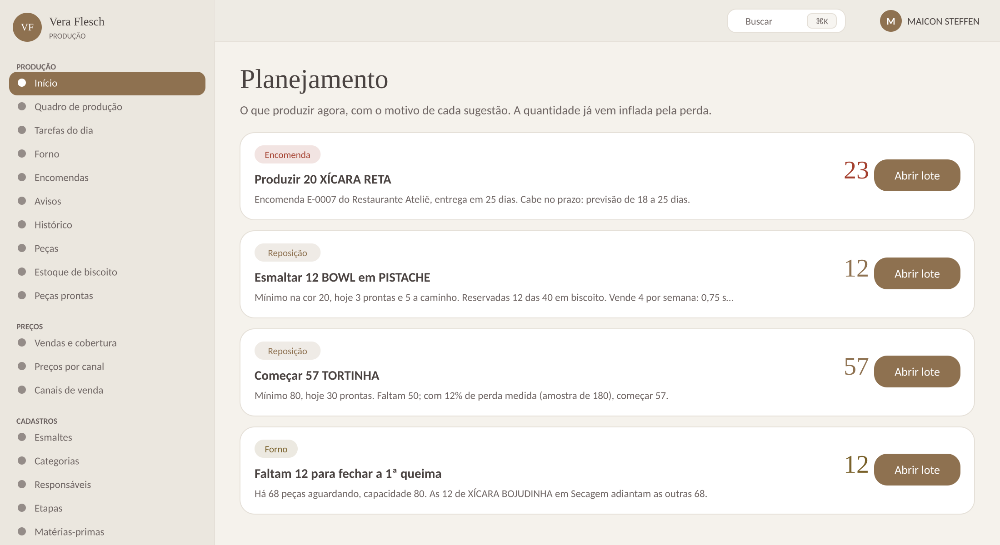 VF
Vera Flesch
PRODUÇÃO
PRODUÇÃO
Início
Quadro de produção
Tarefas do dia
Forno
Encomendas
Avisos
Histórico
Peças
Estoque de biscoito
Peças prontas
PREÇOS
Vendas e cobertura
Preços por canal
Canais de venda
CADASTROS
Esmaltes
Categorias
Responsáveis
Etapas
Matérias-primas
Buscar ⌘K
M MAICON STEFFEN
Planejamento
O que produzir agora, com o motivo de cada sugestão. A quantidade já vem inflada pela perda.
Encomenda
Produzir 20 XÍCARA RETA
Encomenda E-0007 do Restaurante Ateliê, entrega em 25 dias. Cabe no prazo: previsão de 18 a 25 dias.
23 Abrir lote
Reposição
Esmaltar 12 BOWL em PISTACHE
Mínimo na cor 20, hoje 3 prontas e 5 a caminho. Reservadas 12 das 40 em biscoito. Vende 4 por semana: 0,75 s...
12 Abrir lote
Reposição
Começar 57 TORTINHA
Mínimo 80, hoje 30 prontas. Faltam 50; com 12% de perda medida (amostra de 180), começar 57.
57 Abrir lote
Forno
Faltam 12 para fechar a 1ª queima
Há 68 peças aguardando, capacidade 80. As 12 de XÍCARA BOJUDINHA em Secagem adiantam as outras 68.
12 Abrir lote